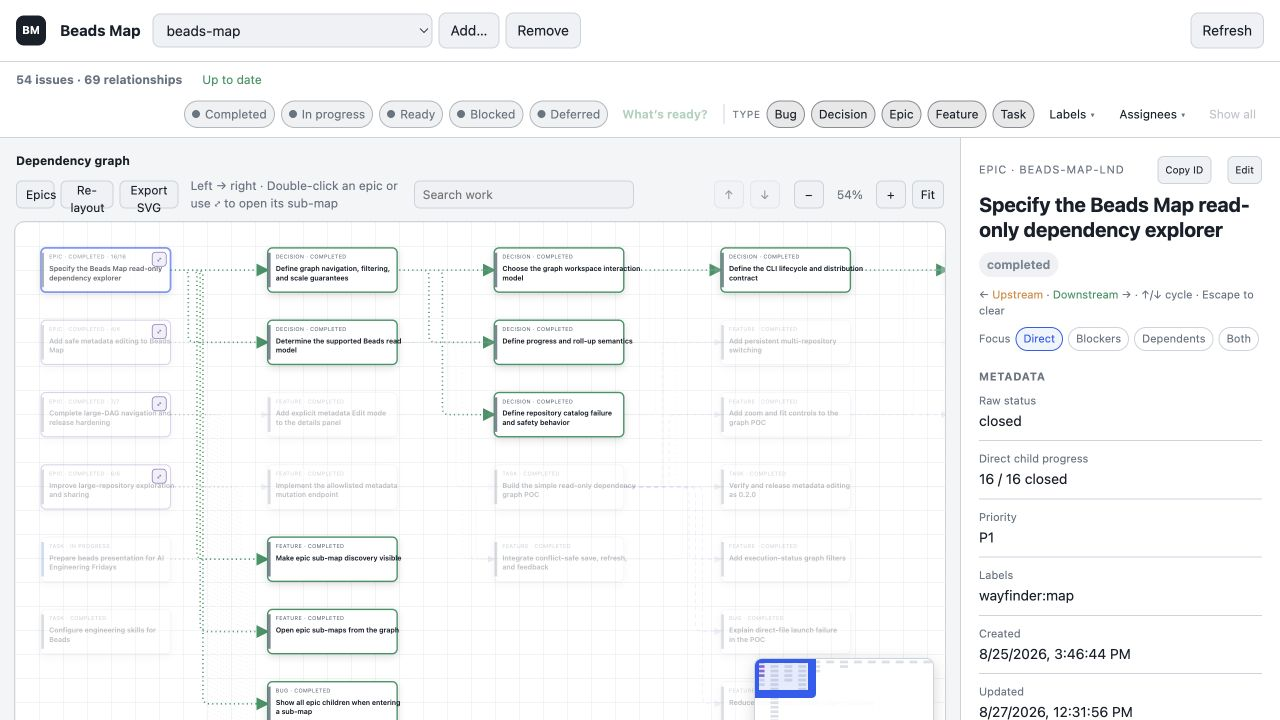 BM
Beads Map
beads-map
Add...
Remove
Refresh
54 issues · 69 relationships
Up to date
Completed
In progress
Ready
Blocked
Deferred
What's ready?
TYPE
Bug
Decision
Epic
Feature
Task
Labels
Assignees
Show all
Dependency graph
Epics
Re-
layout
Export
SVG
Left → right · Double-click an epic or
use ⤢ to open its sub-map
Search work
↑
↓
−
54%
+
Fit
EPIC · COMPLETED · 16/16
Specify the Beads Map read-only
dependency explorer
DECISION · COMPLETED
Define graph navigation, filtering,
and scale guarantees
DECISION · COMPLETED
Choose the graph workspace interaction
model
DECISION · COMPLETED
Define the CLI lifecycle and distribution
contract
EPIC · COMPLETED · 6/6
Add safe metadata editing to Beads
Map
DECISION · COMPLETED
Determine the supported Beads read
model
DECISION · COMPLETED
Define progress and roll-up semantics
FEATURE · COMPLETED
Add persistent multi-repository
switching
EPIC · COMPLETED · 7/7
Complete large-DAG navigation and
release hardening
FEATURE · COMPLETED
Add explicit metadata Edit mode
to the details panel
DECISION · COMPLETED
Define repository catalog failure
and safety behavior
FEATURE · COMPLETED
Add zoom and fit controls to the
graph POC
EPIC · COMPLETED · 6/6
Improve large-repository exploration
and sharing
FEATURE · COMPLETED
Implement the allowlisted metadata
mutation endpoint
TASK · COMPLETED
Build the simple read-only dependency
graph POC
TASK · COMPLETED
Verify and release metadata editing
as 0.2.0
TASK · IN PROGRESS
Prepare beads presentation for AI
Engineering Fridays
FEATURE · COMPLETED
Make epic sub-map discovery visible
FEATURE · COMPLETED
Integrate conflict-safe save, refresh,
and feedback
FEATURE · COMPLETED
Add execution-status graph filters
TASK · COMPLETED
Configure engineering skills for
Beads
FEATURE · COMPLETED
Open epic sub-maps from the graph
BUG · COMPLETED
Explain direct-file launch failure
in the POC
BUG · COMPLETED
Show all epic children when entering
a sub-map
Reduce
EPIC · BEADS-MAP-LND
Copy ID
Edit
Specify the Beads Map read-
only dependency explorer
completed
← Upstream · Downstream → · ↑/↓ cycle · Escape to
clear
Focus
Direct
Blockers
Dependents
Both
METADATA
Raw status
closed
Direct child progress
16 / 16 closed
Priority
P1
Labels
wayfinder:map
Created
8/25/2026, 3:46:44 PM
Updated
8/27/2026, 12:31:56 PM